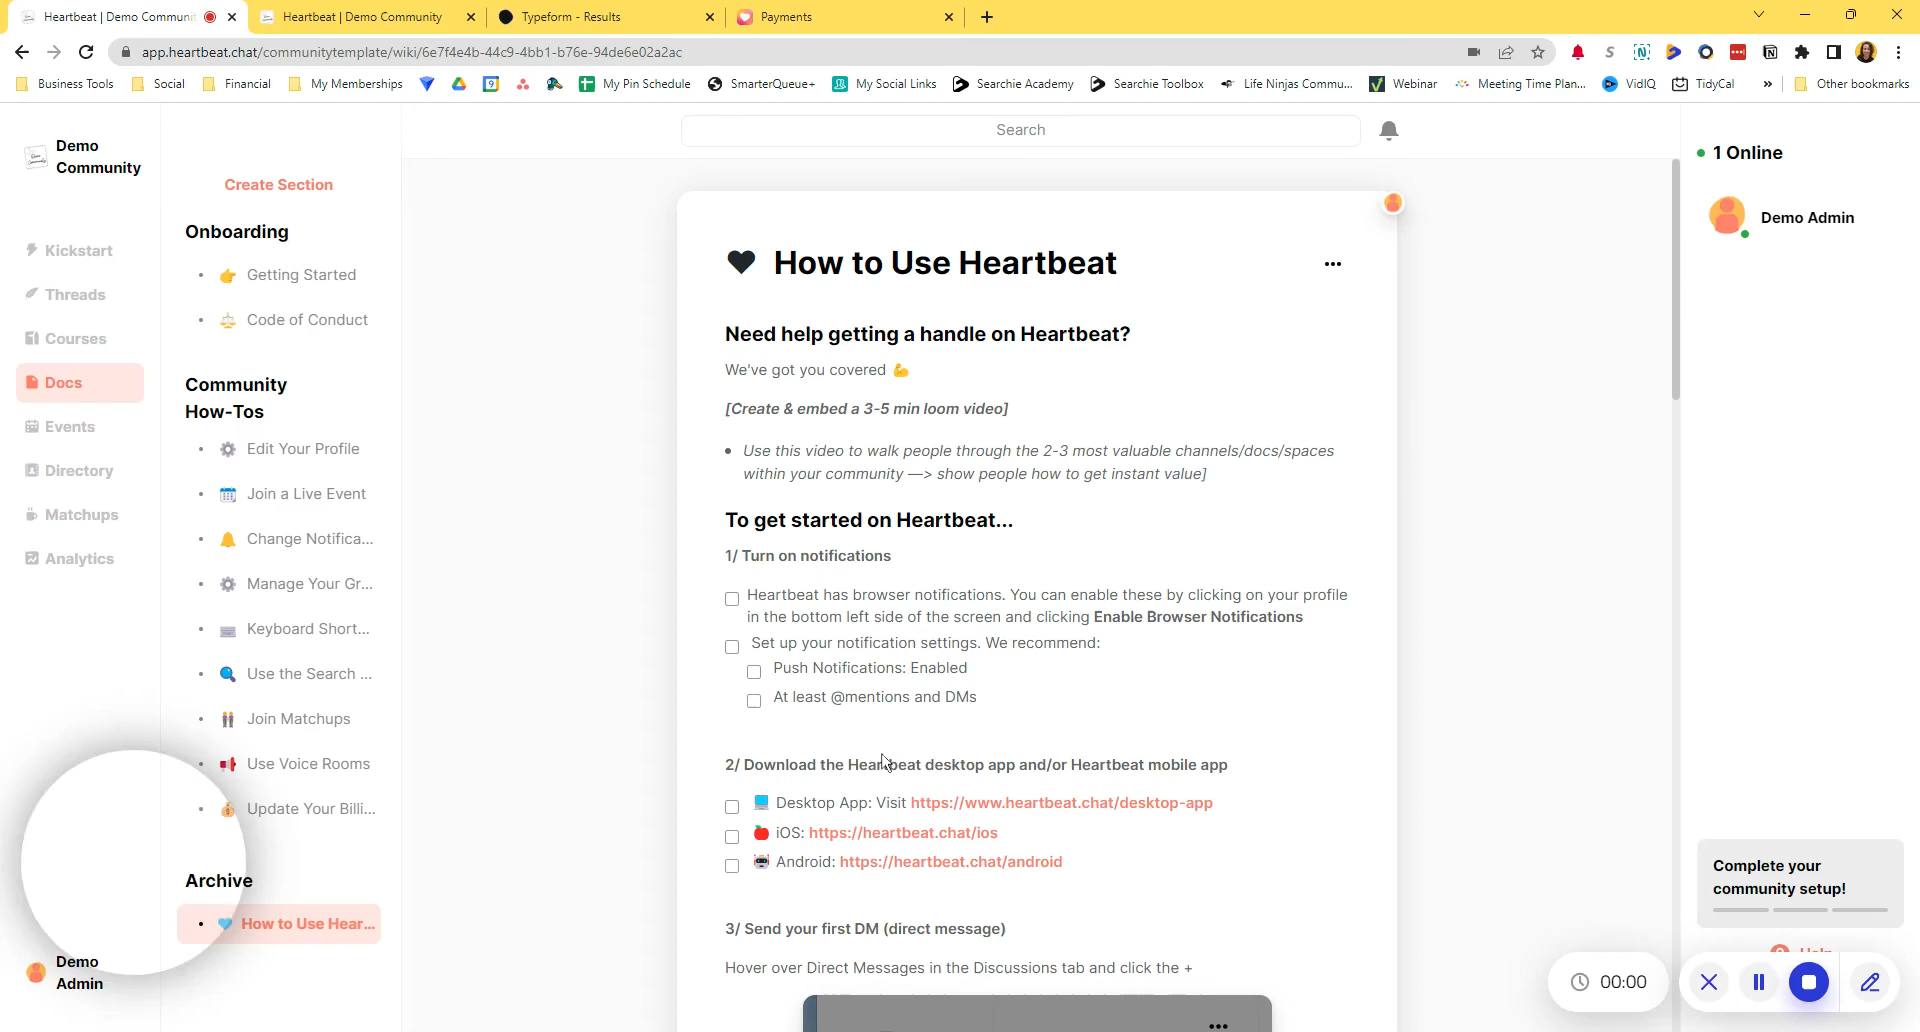 Heartbeat | Demo Communit
Heartbeat | Demo Community
Typeform - Results
Payments
app.heartbeat.chat/communitytemplate/wiki/6e7f4e4b-44c9-4bb1-b76e-94de6e02a2ac
Business Tools
Social
Financial
My Memberships
My Pin Schedule
SmarterQueue+
My Social Links
Searchie Academy
Searchie Toolbox
Life Ninjas Commu...
Webinar
Meeting Time Plan...
VidIQ
TidyCal
»
Other bookmarks
Demo
Community
Kickstart
Threads
Courses
Docs
Events
Directory
Matchups
Analytics
Demo
Admin
Create Section
Onboarding
• Getting Started
• Code of Conduct
Community
How-Tos
• Edit Your Profile
• Join a Live Event
• Change Notifica...
• Manage Your Gr...
• Keyboard Short...
• Use the Search ...
• Join Matchups
• Use Voice Rooms
• Update Your Billi...
Archive
• How to Use Hear...
Search
How to Use Heartbeat
Need help getting a handle on Heartbeat?
We've got you covered 💪
[Create & embed a 3-5 min loom video]
• Use this video to walk people through the 2-3 most valuable channels/docs/spaces
within your community —> show people how to get instant value]
To get started on Heartbeat...
1/ Turn on notifications
Heartbeat has browser notifications. You can enable these by clicking on your profile
in the bottom left side of the screen and clicking Enable Browser Notifications
Set up your notification settings. We recommend:
Push Notifications: Enabled
At least @mentions and DMs
2/ Download the Heartbeat desktop app and/or Heartbeat mobile app
Desktop App: Visit https://www.heartbeat.chat/desktop-app
iOS: https://heartbeat.chat/ios
Android: https://heartbeat.chat/android
3/ Send your first DM (direct message)
Hover over Direct Messages in the Discussions tab and click the +
1 Online
Demo Admin
Complete your
community setup!
Help
00:00